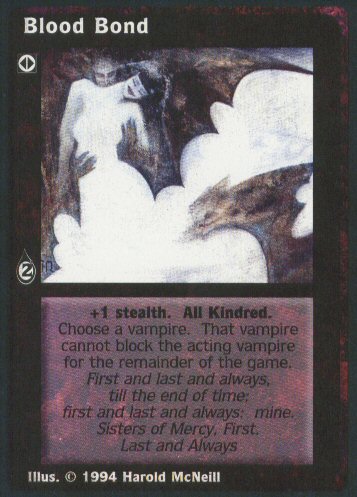 Blood Bond
2
+1 stealth. All Kindred.
Choose a vampire. That vampire
cannot block the acting vampire
for the remainder of the game.
First and last and always,
till the end of time;
first and last and always: mine.
Sisters of Mercy, First,
Last and Always
Illus. © 1994 Harold McNeill